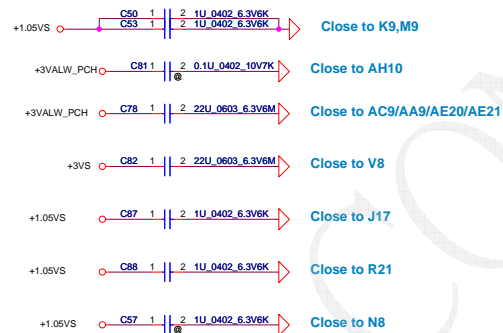 C50 1 2 1U_0402_6.3V6K
+1.05VS C53 1 2 1U_0402_6.3V6K Close to K9,M9
+3VALW_PCH C81 1 2 0.1U_0402_10V7K Close to AH10
@
+3VALW_PCH C78 1 2 22U_0603_6.3V6M Close to AC9/AA9/AE20/AE21
+3VS C82 1 2 22U_0603_6.3V6M Close to V8
+1.05VS C87 1 2 1U_0402_6.3V6K Close to J17
+1.05VS C88 1 2 1U_0402_6.3V6K Close to R21
+1.05VS C57 1 2 1U_0402_6.3V6K Close to N8
@